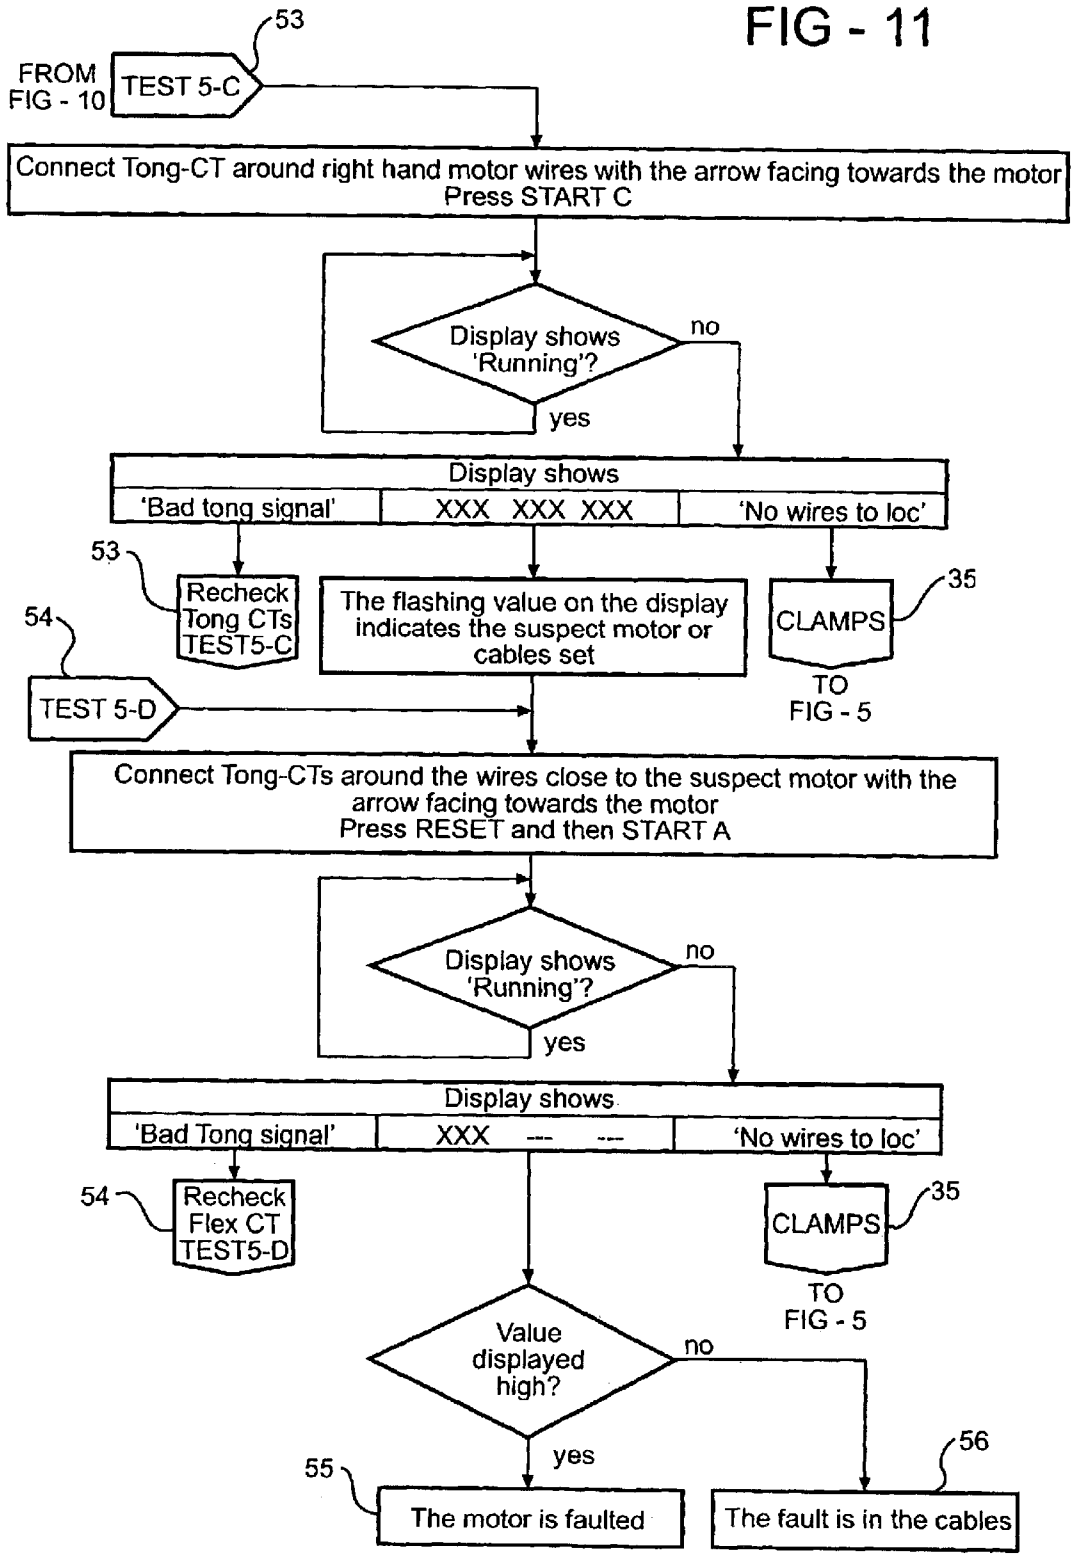 FIG - 11
53
FROM
FIG - 10
TEST 5-C
Connect Tong-CT around right hand motor wires with the arrow facing towards the motor
Press START C
Display shows
'Running'?
no
yes
Display shows
'Bad tong signal'
XXX XXX XXX
'No wires to loc'
53
Recheck
Tong CTs
TEST5-C
The flashing value on the display
indicates the suspect motor or
cables set
35
CLAMPS
TO
FIG - 5
54
TEST 5-D
Connect Tong-CTs around the wires close to the suspect motor with the
arrow facing towards the motor
Press RESET and then START A
Display shows
'Running'?
no
yes
Display shows
'Bad Tong signal'
XXX --- ---
'No wires to loc'
54
Recheck
Flex CT
TEST5-D
35
CLAMPS
TO
FIG - 5
Value
displayed
high?
no
yes
55
The motor is faulted
56
The fault is in the cables